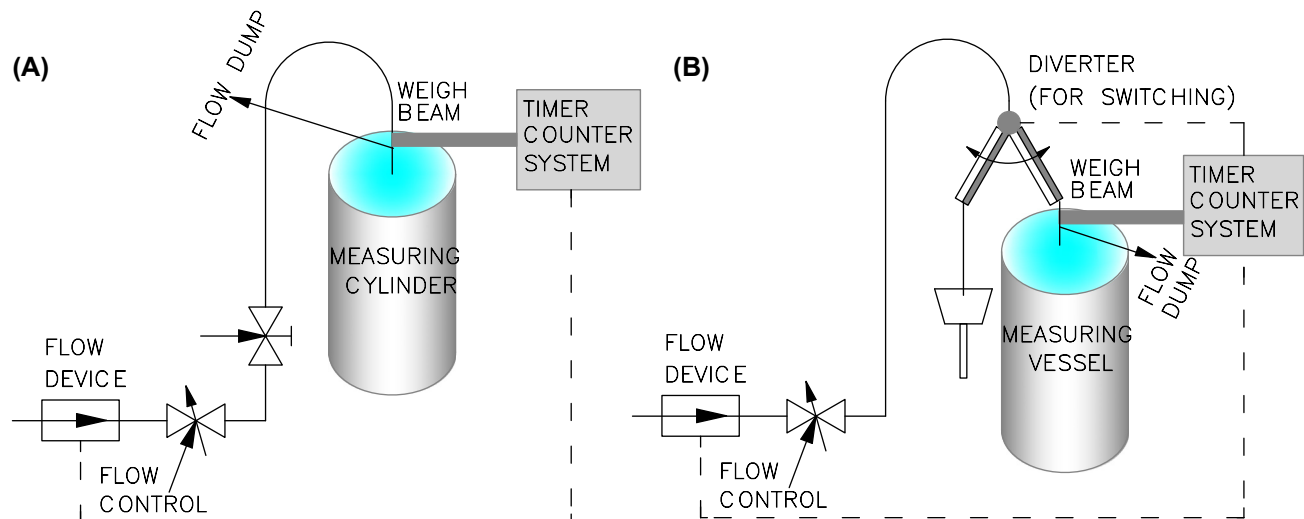 (A)
FLOW DUMP
WEIGH
BEAM
TIMER
COUNTER
SYSTEM
MEASURING
CYLINDER
FLOW
DEVICE
FLOW
CONTROL
(B)
DIVERTER
(FOR SWITCHING)
WEIGH
BEAM
TIMER
COUNTER
SYSTEM
FLOW
DUMP
MEASURING
VESSEL
FLOW
DEVICE
FLOW
CONTROL